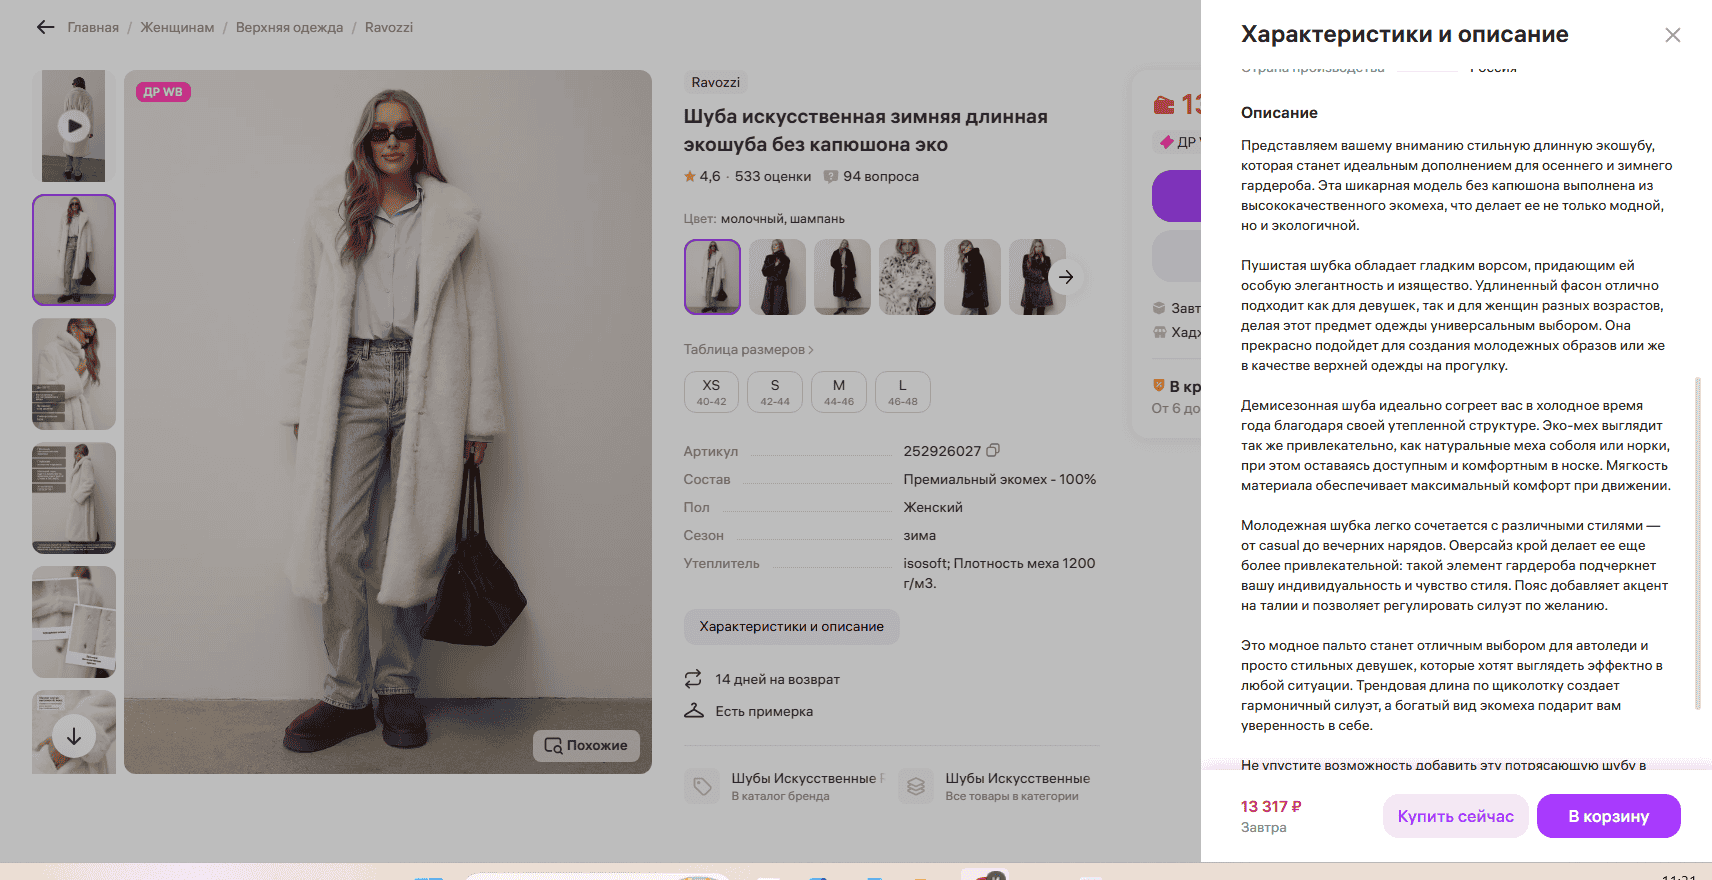 Главная / Женщинам / Верхняя одежда / Ravozzi
ДР WB
Похожие
Ravozzi
Шуба искусственная зимняя длинная
экошуба без капюшона эко
4,6 · 533 оценки 94 вопроса
Цвет: молочный, шампань
Таблица размеров
XS S M L
40-42 42-44 44-46 46-48
Артикул 252926027
Состав Премиальный экомех - 100%
Пол Женский
Сезон зима
Утеплитель isosoft; Плотность меха 1200
г/м3.
Характеристики и описание
14 дней на возврат
Есть примерка
Шубы Искусственные
В каталог бренда
Шубы Искусственные
Все товары в категории
13
ДР
Завт
Хадж
В кр
От 6 до
Характеристики и описание
Страна производства Россия
Описание
Представляем вашему вниманию стильную длинную экошубу,
которая станет идеальным дополнением для осеннего и зимнего
гардероба. Эта шикарная модель без капюшона выполнена из
высококачественного экомеха, что делает ее не только модной,
но и экологичной.
Пушистая шубка обладает гладким ворсом, придающим ей
особую элегантность и изящество. Удлиненный фасон отлично
подходит как для девушек, так и для женщин разных возрастов,
делая этот предмет одежды универсальным выбором. Она
прекрасно подойдет для создания молодежных образов или же
в качестве верхней одежды на прогулку.
Демисезонная шуба идеально согреет вас в холодное время
года благодаря своей утепленной структуре. Эко-мех выглядит
так же привлекательно, как натуральные меха соболя или норки,
при этом оставаясь доступным и комфортным в носке. Мягкость
материала обеспечивает максимальный комфорт при движении.
Молодежная шубка легко сочетается с различными стилями —
от casual до вечерних нарядов. Оверсайз крой делает ее еще
более привлекательной: такой элемент гардероба подчеркнет
вашу индивидуальность и чувство стиля. Пояс добавляет акцент
на талии и позволяет регулировать силуэт по желанию.
Это модное пальто станет отличным выбором для автоледи и
просто стильных девушек, которые хотят выглядеть эффектно в
любой ситуации. Трендовая длина по щиколотку создает
гармоничный силуэт, а богатый вид экомеха подарит вам
уверенность в себе.
Не упустите возможность добавить эту потрясающую шубу в
13 317 ₽
Завтра
Купить сейчас
В корзину